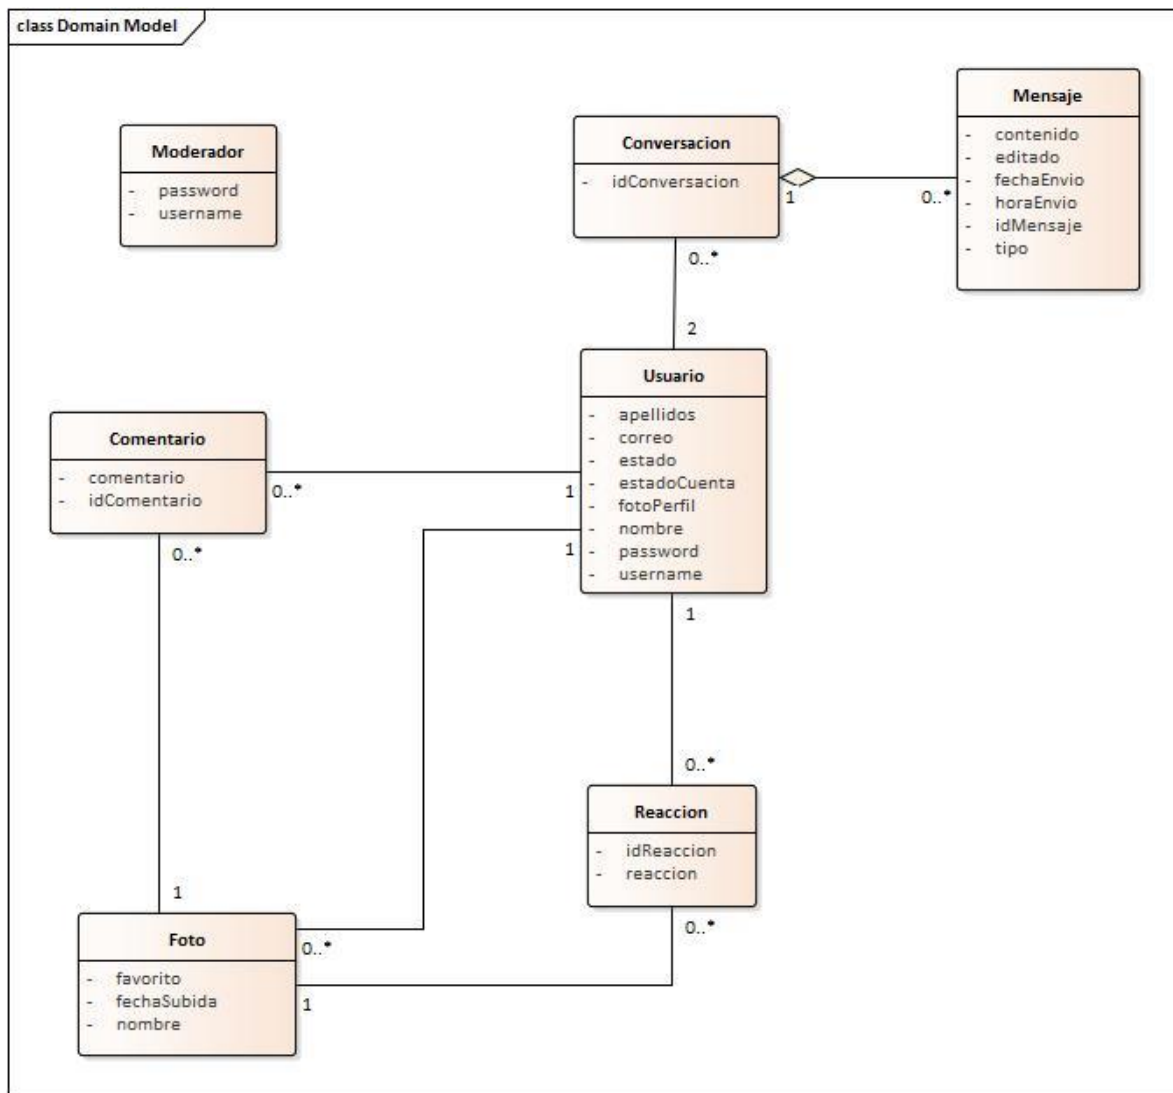 class Domain Model
Moderador
- password
- username
Conversacion
- idConversacion
Mensaje
- contenido
- editado
- fechaEnvio
- horaEnvio
- idMensaje
- tipo
1
0..*
0..*
2
Usuario
- apellidos
- correo
- estado
- estadoCuenta
- fotoPerfil
- nombre
- password
- username
Comentario
- comentario
- idComentario
0..*
1
1
0..*
1
0..*
Reaccion
- idReaccion
- reaccion
0..*
1
Foto
- favorito
- fechaSubida
- nombre
0..*
1